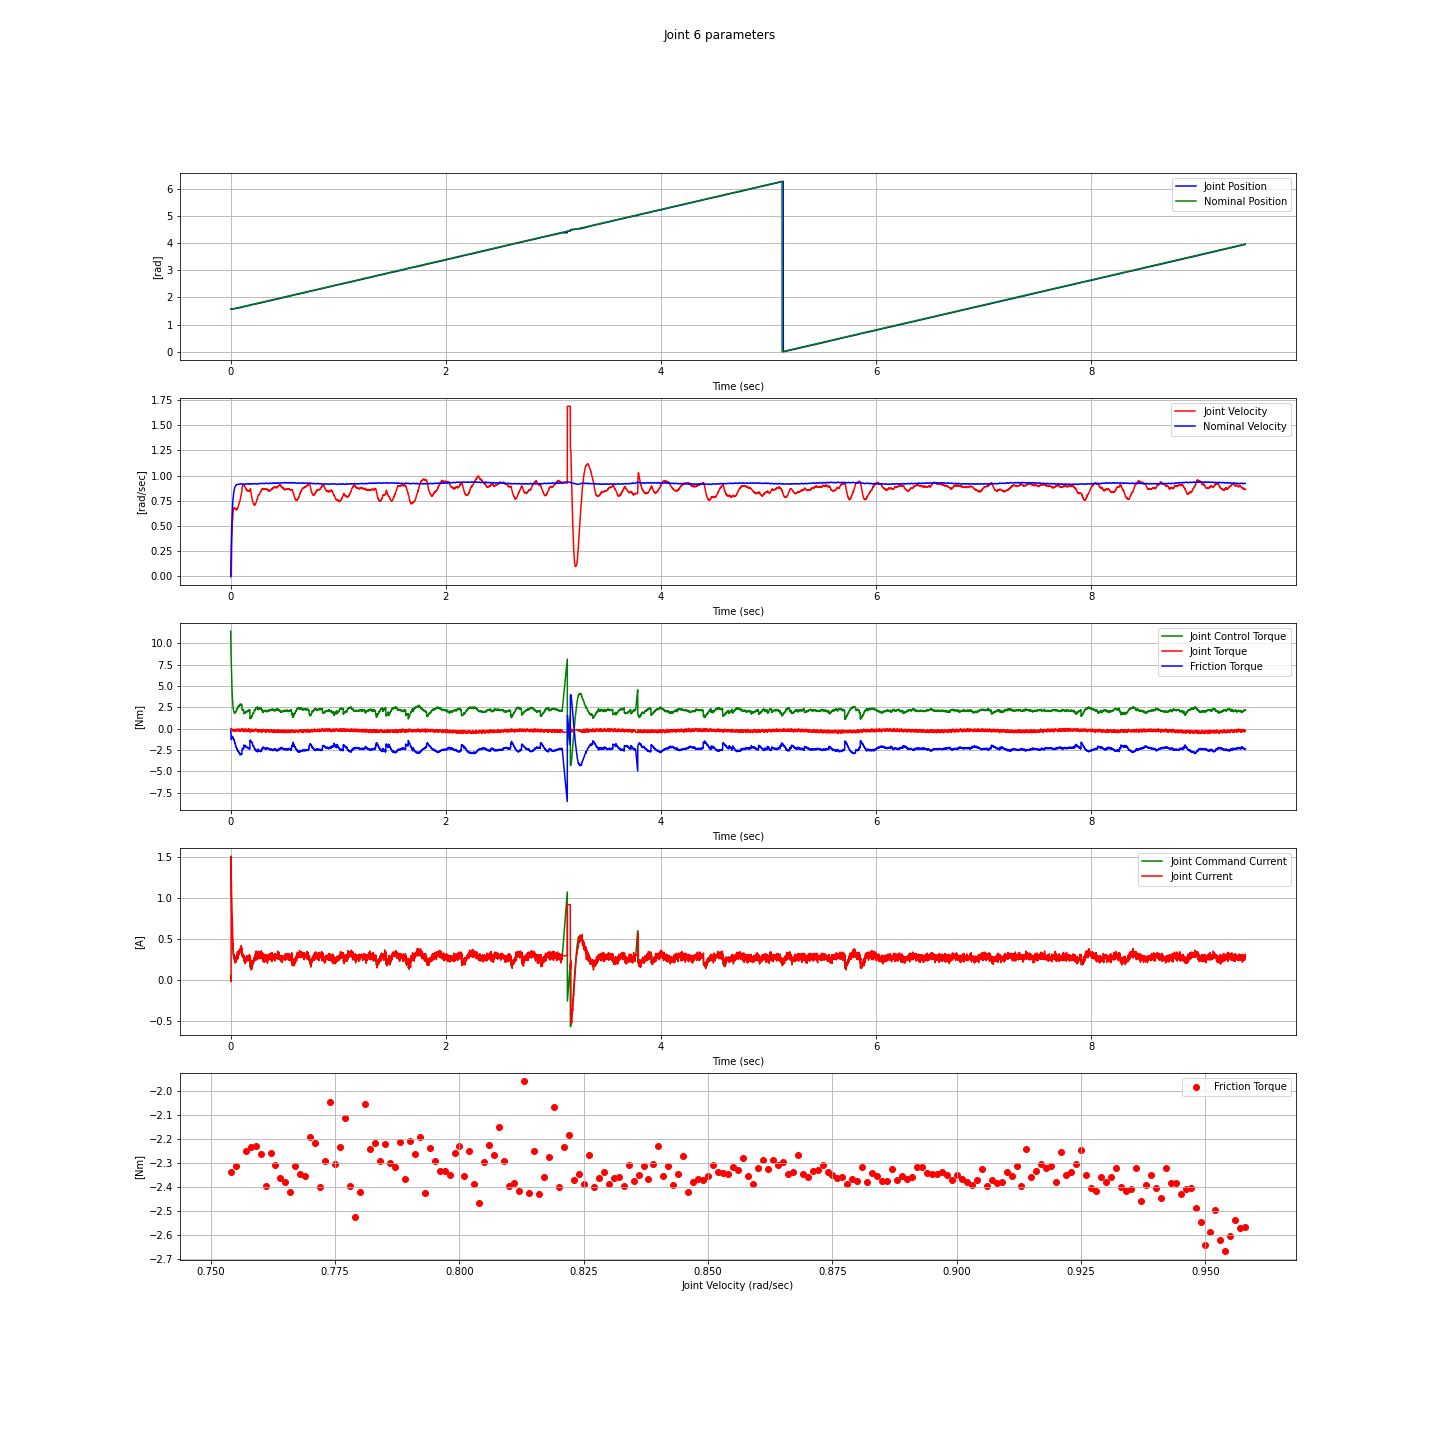 Joint 6 parameters
Joint Position
Nominal Position
6
5
4
3
2
1
0
[rad]
0 2 4 6 8
Time (sec)
Joint Velocity
Nominal Velocity
1.75
1.50
1.25
1.00
0.75
0.50
0.25
0.00
[rad/sec]
0 2 4 6 8
Time (sec)
Joint Control Torque
Joint Torque
Friction Torque
10.0
7.5
5.0
2.5
0.0
−2.5
−5.0
−7.5
[Nm]
0 2 4 6 8
Time (sec)
Joint Command Current
Joint Current
1.5
1.0
0.5
0.0
−0.5
[A]
0 2 4 6 8
Time (sec)
Friction Torque
−2.0
−2.1
−2.2
−2.3
−2.4
−2.5
−2.6
−2.7
[Nm]
0.750 0.775 0.800 0.825 0.850 0.875 0.900 0.925 0.950
Joint Velocity (rad/sec)